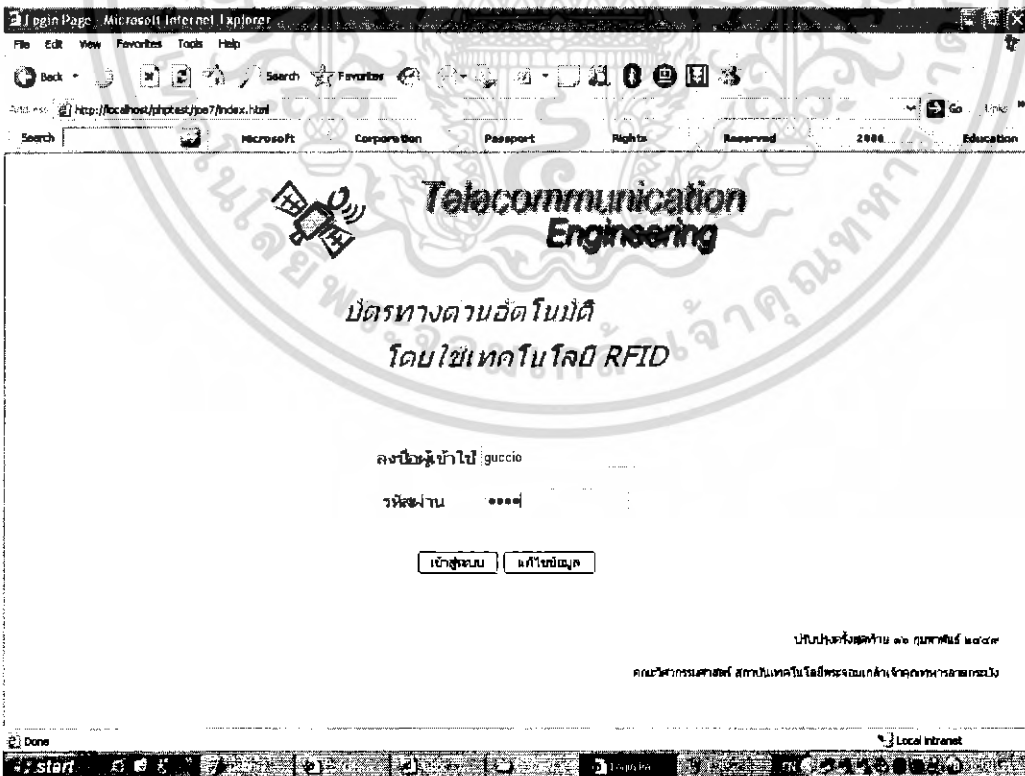 Login Page - Microsoft Internet Explorer
File Edit View Favorites Tools Help
Back Search Favorites
Address http://localhost/phptest/joe7/index.html Go Links
Search Microsoft Corporation Passport Rights Reserved 2000 Education
Telecommunication
Engineering
บัตรทางด่วนอัตโนมัติ
โดยใช้เทคโนโลยี RFID
ลงชื่อผู้เข้าใช้ guccio
รหัสผ่าน ••••
เข้าสู่ระบบ แก้ไขข้อมูล
ปรับปรุงครั้งสุดท้าย กุมภาพันธ์
คณะวิศวกรรมศาสตร์ สถาบันเทคโนโลยีพระจอมเกล้าเจ้าคุณทหารลาดกระบัง
Done Local intranet
start EN